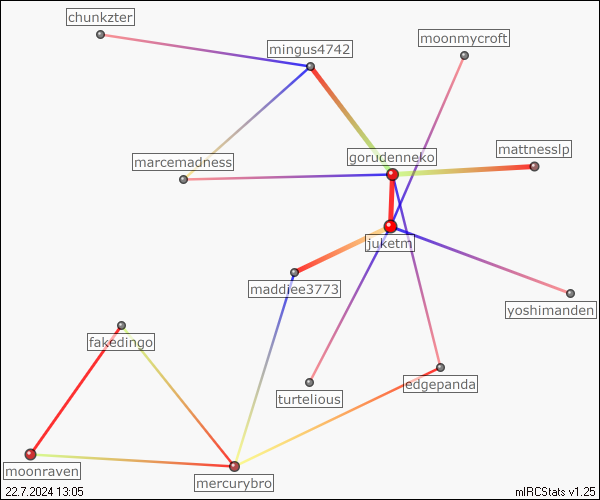 chunkzter
moonmycroft
mingus4742
mattnesslp
gorudenneko
marcemadness
juketm
maddiee3773
yoshimanden
fakedingo
edgepanda
turtelious
moonraven
mercurybro
22.7.2024 13:05
mIRCStats v1.25